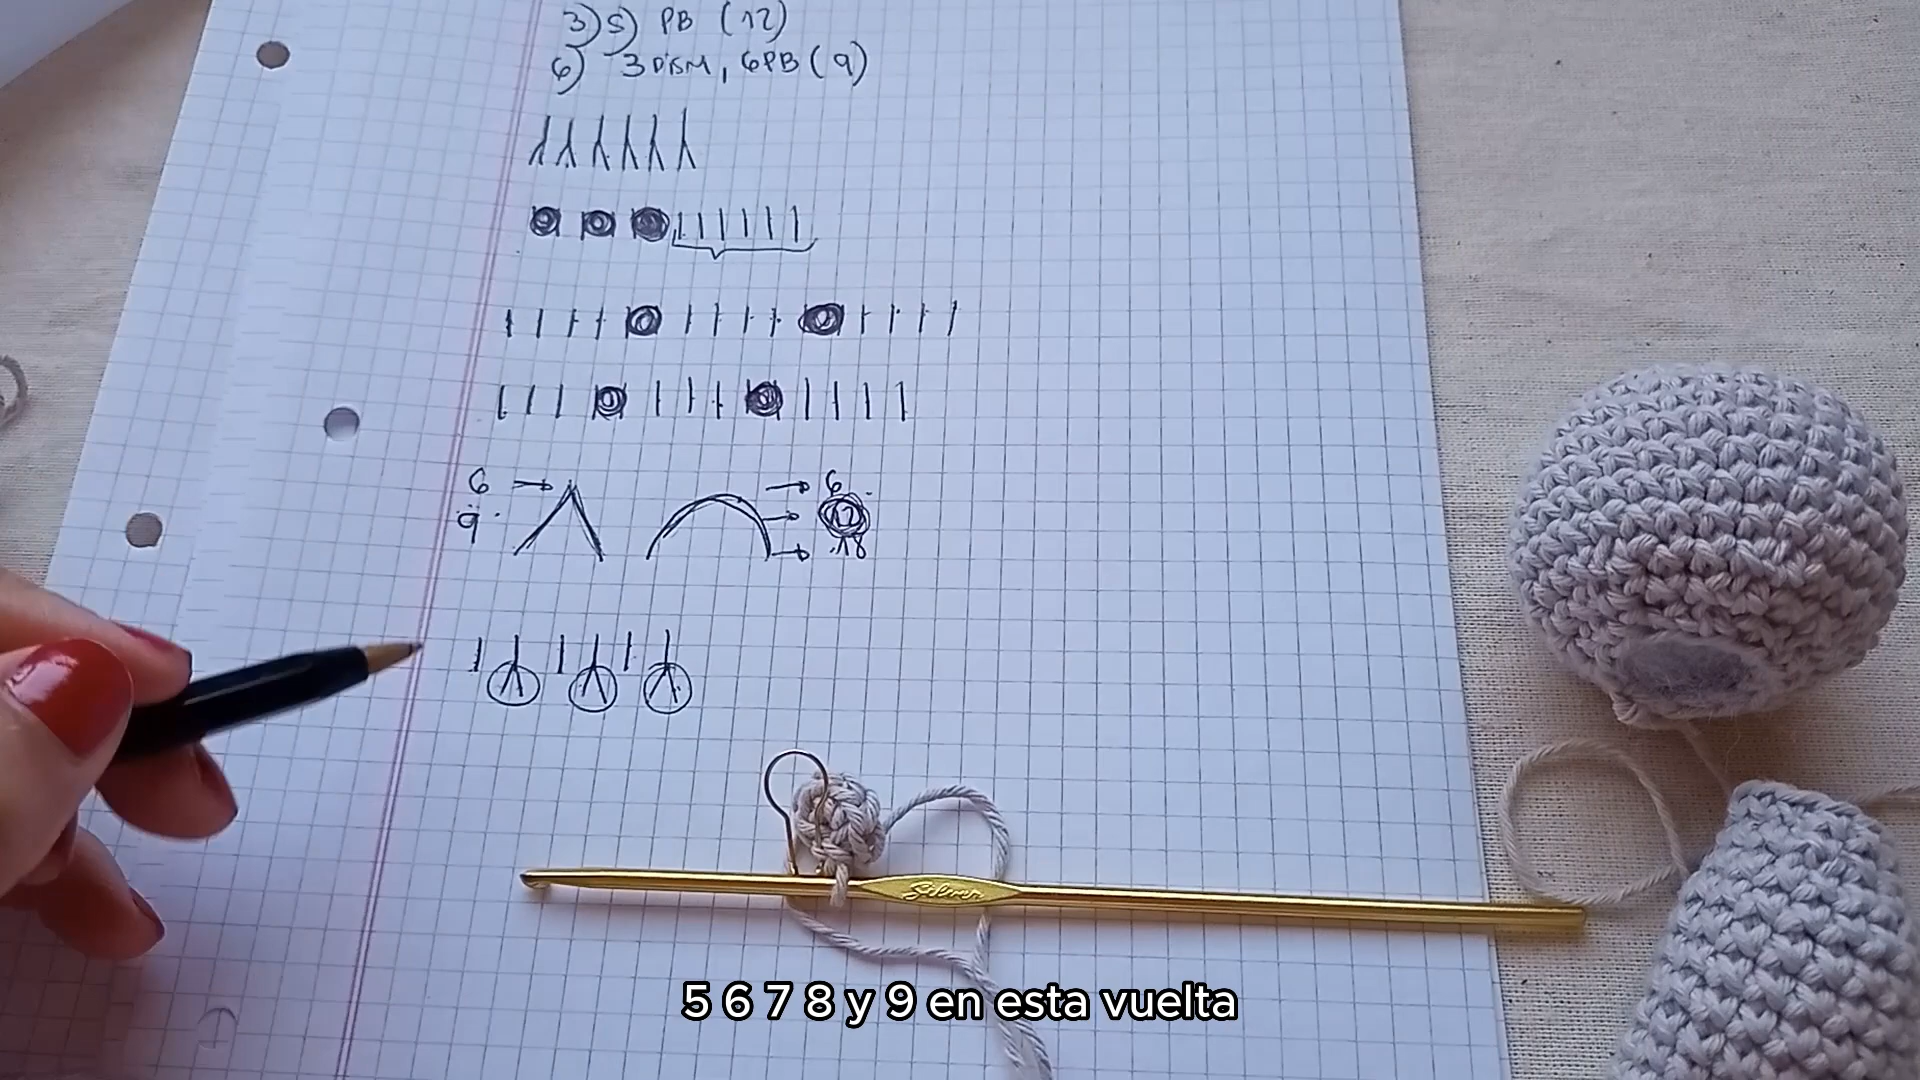 3) 5) PB (12)
6) 3 DISM, 6PB (9)
6
9
6
12
18
Silver
5 6 7 8 y 9 en esta vuelta